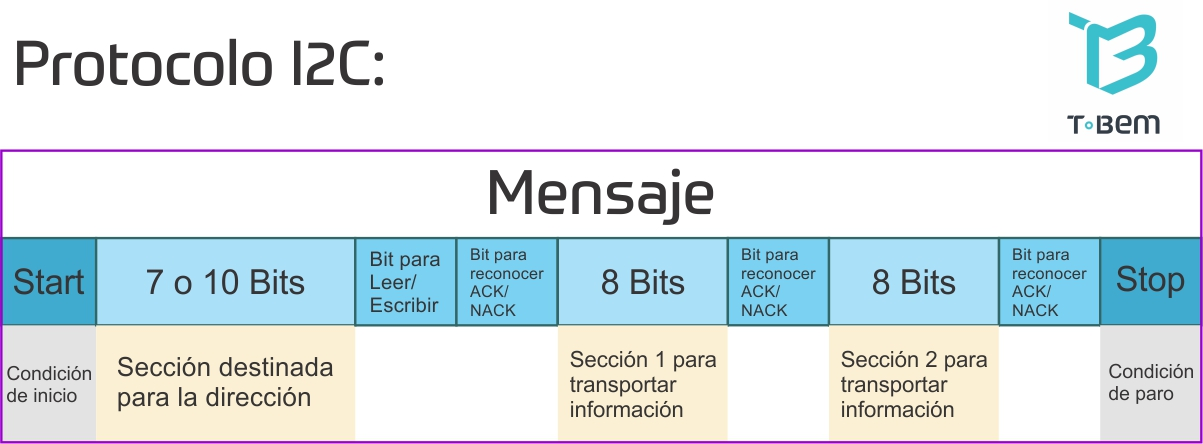 Protocolo I2C:
T·Bem
Mensaje
Start
7 o 10 Bits
Bit para
Leer/
Escribir
Bit para
reconocer
ACK/
NACK
8 Bits
Bit para
reconocer
ACK/
NACK
8 Bits
Bit para
reconocer
ACK/
NACK
Stop
Condición
de inicio
Sección destinada
para la dirección
Sección 1 para
transportar
información
Sección 2 para
transportar
información
Condición
de paro